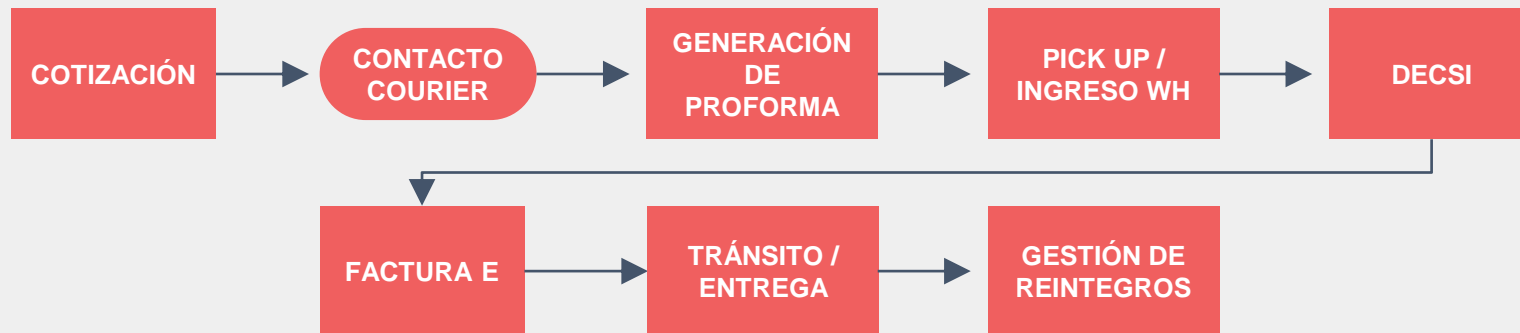 COTIZACIÓN
CONTACTO
COURIER
GENERACIÓN
DE
PROFORMA
PICK UP /
INGRESO WH
DECSI
FACTURA E
TRÁNSITO /
ENTREGA
GESTIÓN DE
REINTEGROS